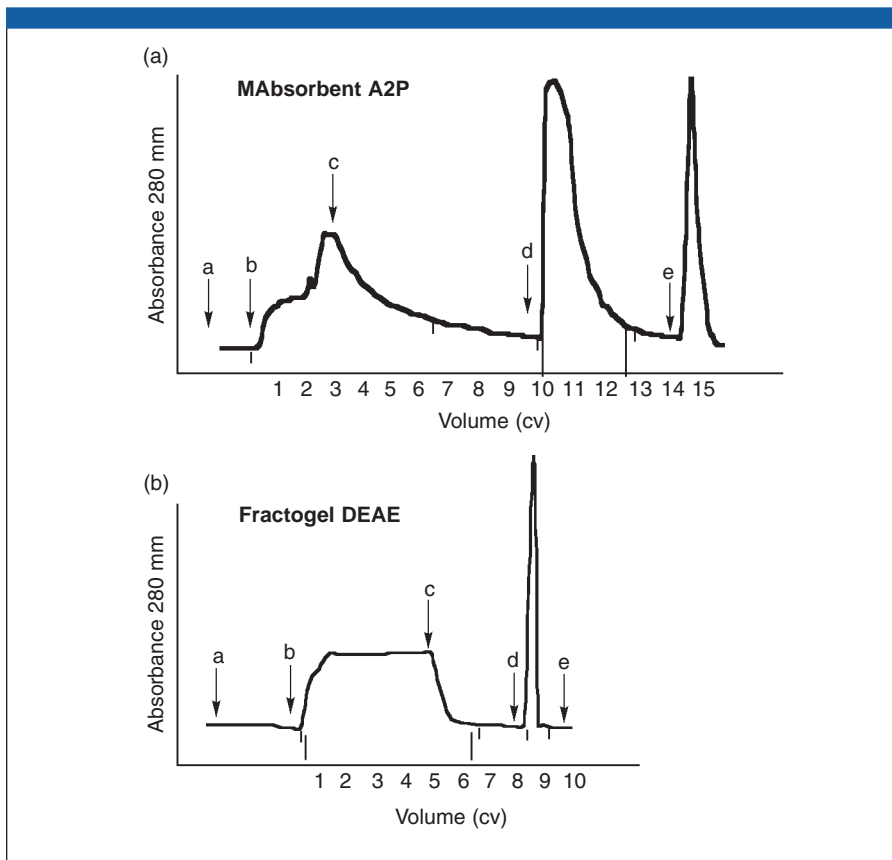 (a)
MAbsorbent A2P
Absorbance 280 mm
c
a b d e
1 2 3 4 5 6 7 8 9 10 11 12 13 14 15
Volume (cv)
(b)
Fractogel DEAE
Absorbance 280 mm
c
a b d e
1 2 3 4 5 6 7 8 9 10
Volume (cv)